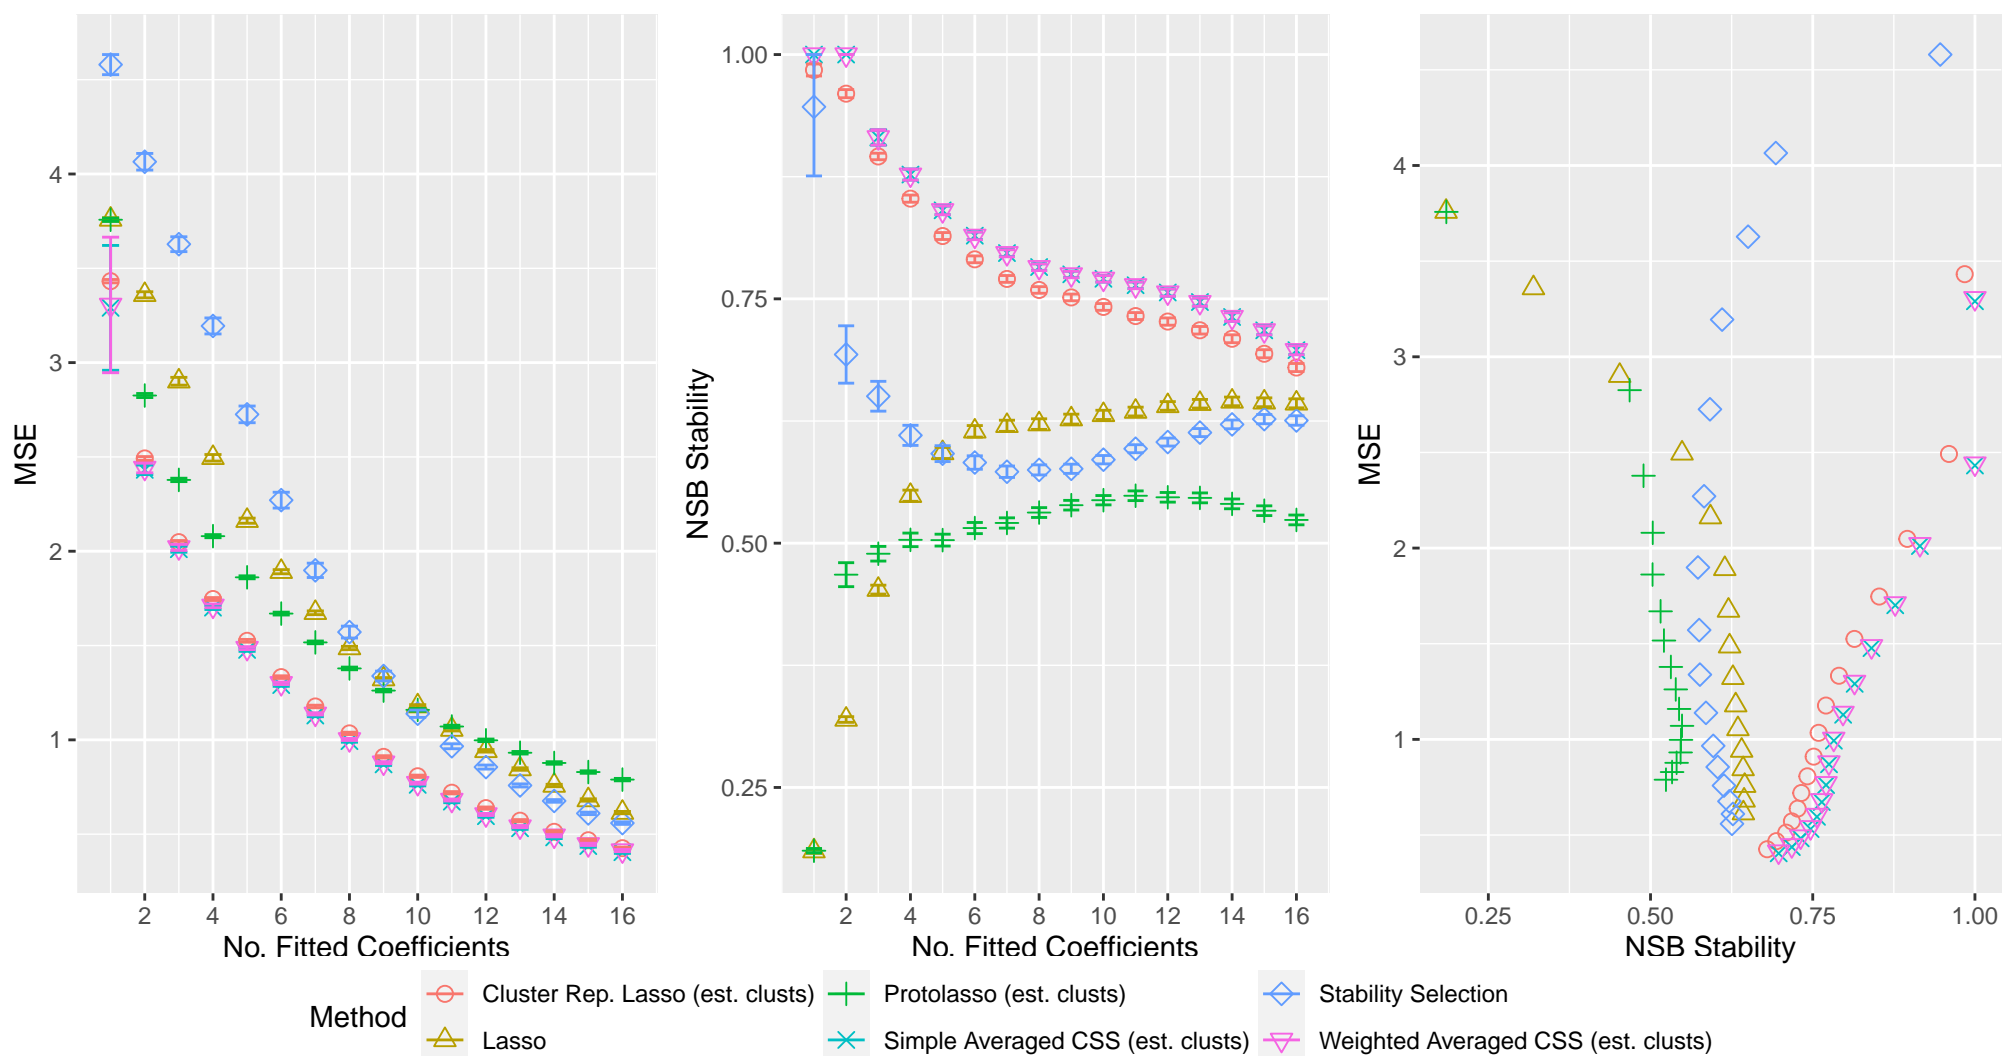 MSE
4
3
2
1
2 4 6 8 10 12 14 16
No. Fitted Coefficients
NSB Stability
1.00
0.75
0.50
0.25
2 4 6 8 10 12 14 16
No. Fitted Coefficients
MSE
4
3
2
1
0.25 0.50 0.75 1.00
NSB Stability
Method
Cluster Rep. Lasso (est. clusts)
Protolasso (est. clusts)
Stability Selection
Lasso
Simple Averaged CSS (est. clusts)
Weighted Averaged CSS (est. clusts)